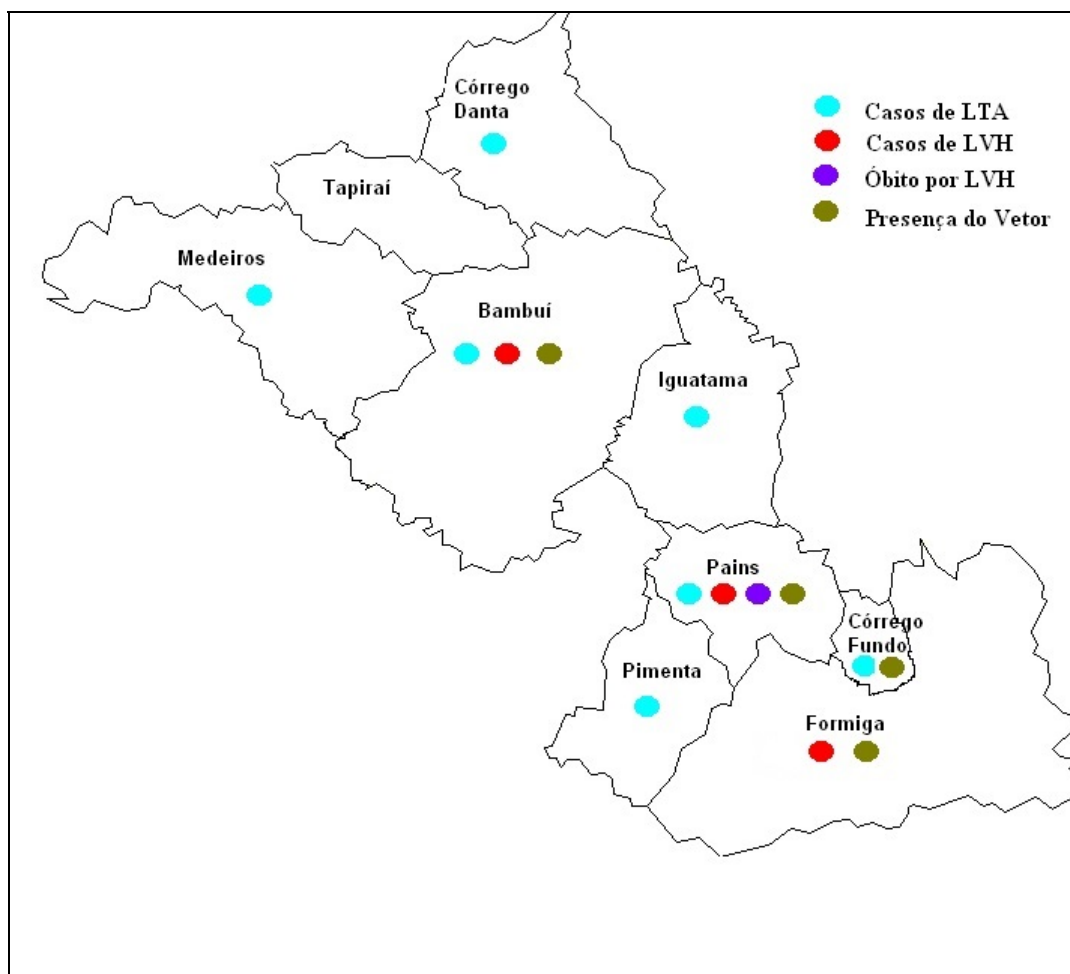 Córrego
Danta
Casos de LTA
Casos de LVH
Óbito por LVH
Presença do Vetor
Tapiraí
Medeiros
Bambuí
Iguatama
Pains
Córrego
Fundo
Pimenta
Formiga